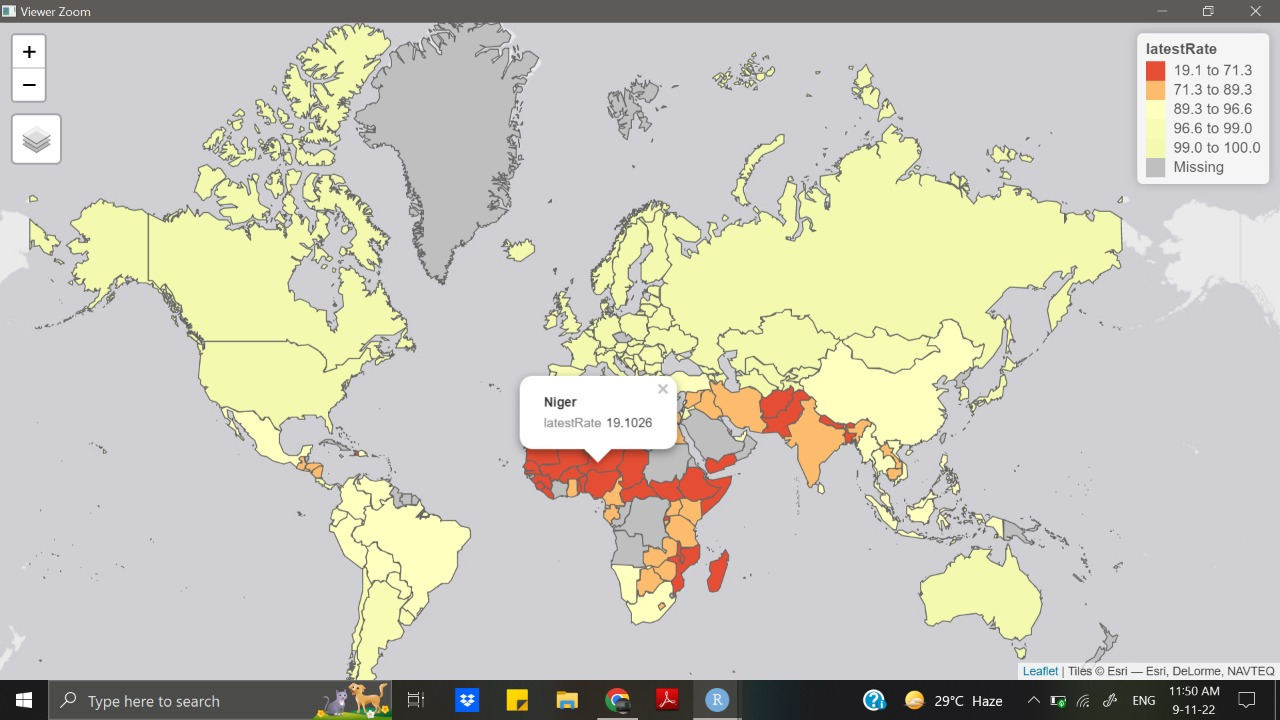 Viewer Zoom
+
−
latestRate
19.1 to 71.3
71.3 to 89.3
89.3 to 96.6
96.6 to 99.0
99.0 to 100.0
Missing
Niger
latestRate 19.1026
Leaflet | Tiles © Esri — Esri, DeLorme, NAVTEQ
Type here to search
R
?
29°C Haze
ENG
11:50 AM
9-11-22